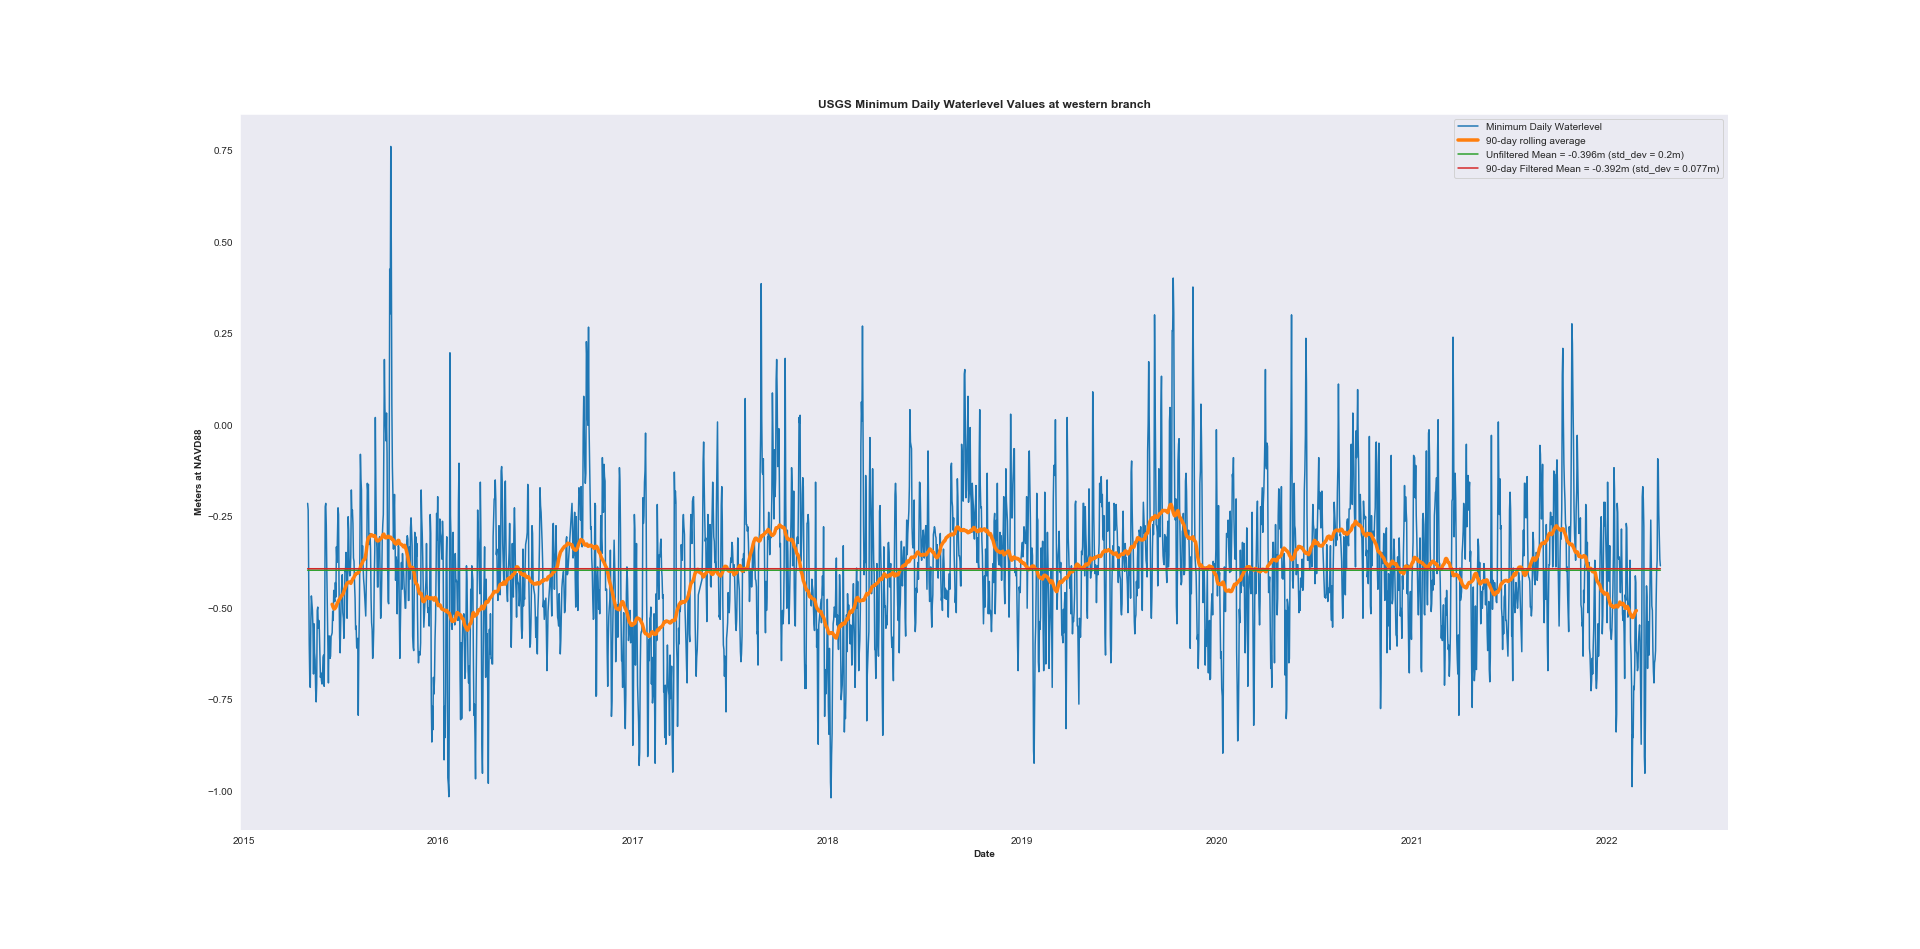 USGS Minimum Daily Waterlevel Values at western branch
Minimum Daily Waterlevel
90-day rolling average
Unfiltered Mean = -0.396m (std_dev = 0.2m)
90-day Filtered Mean = -0.392m (std_dev = 0.077m)
Meters at NAVD88
0.75
0.50
0.25
0.00
−0.25
−0.50
−0.75
−1.00
2015 2016 2017 2018 2019 2020 2021 2022
Date